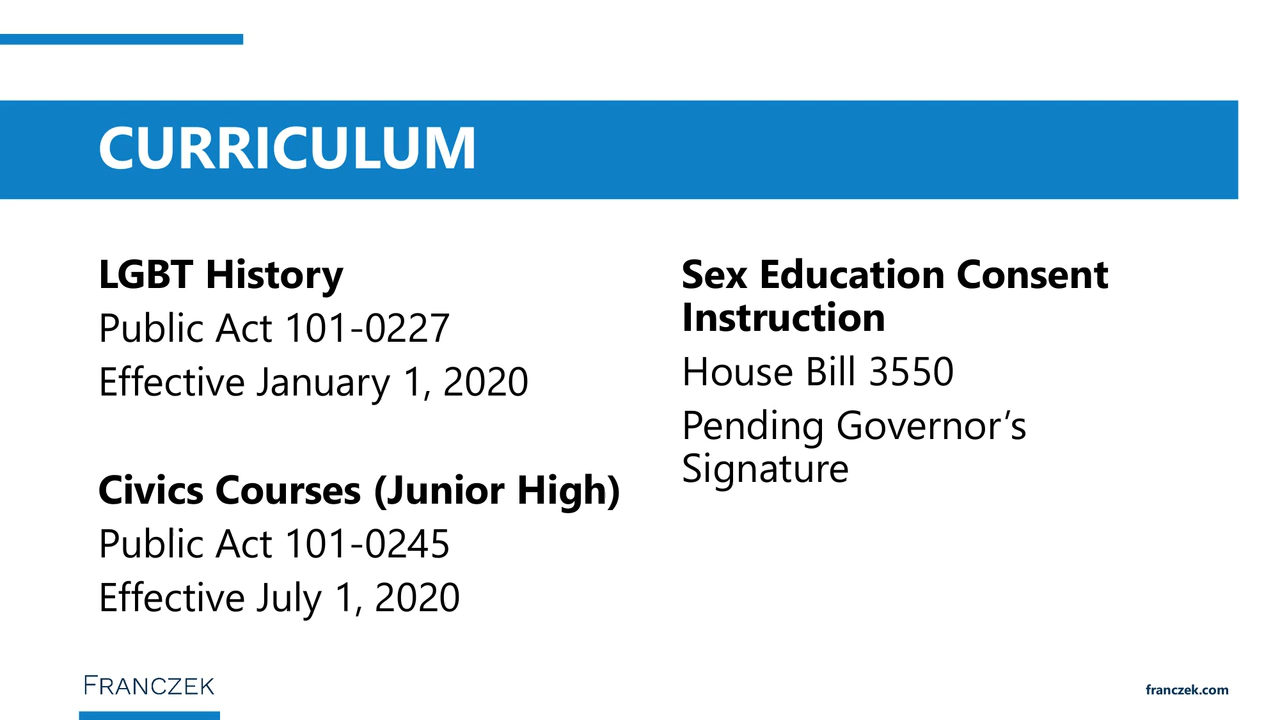 CURRICULUM
LGBT History
Public Act 101-0227
Effective January 1, 2020
Civics Courses (Junior High)
Public Act 101-0245
Effective July 1, 2020
Sex Education Consent
Instruction
House Bill 3550
Pending Governor’s
Signature
FRANCZEK
franczek.com